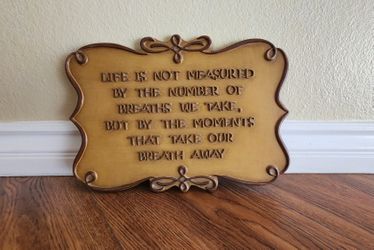 LIFE IS NOT MEASURED
BY THE NUMBER OF
BREATHS WE TAKE,
BUT BY THE MOMENTS
THAT TAKE OUR
BREATH AWAY